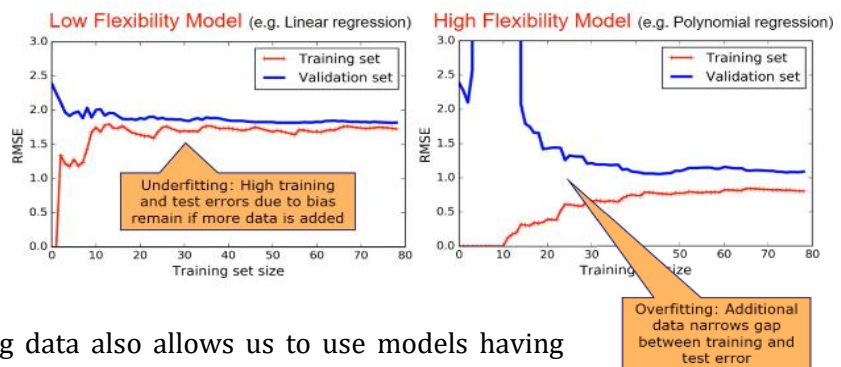 Low Flexibility Model (e.g. Linear regression)
3.0
2.5
2.0
1.5
1.0
0.5
0.0
RMSE
Training set
Validation set
Underfitting: High training
and test errors due to bias
remain if more data is added
0 10 20 30 40 50 60 70 80
Training set size
High Flexibility Model (e.g. Polynomial regression)
3.0
2.5
2.0
1.5
1.0
0.5
0.0
RMSE
Training set
Validation set
0 10 20 30 40 50 60 70 80
Training
ize
Overfitting: Additional
data narrows gap
between training and
test error
g data also allows us to use models having